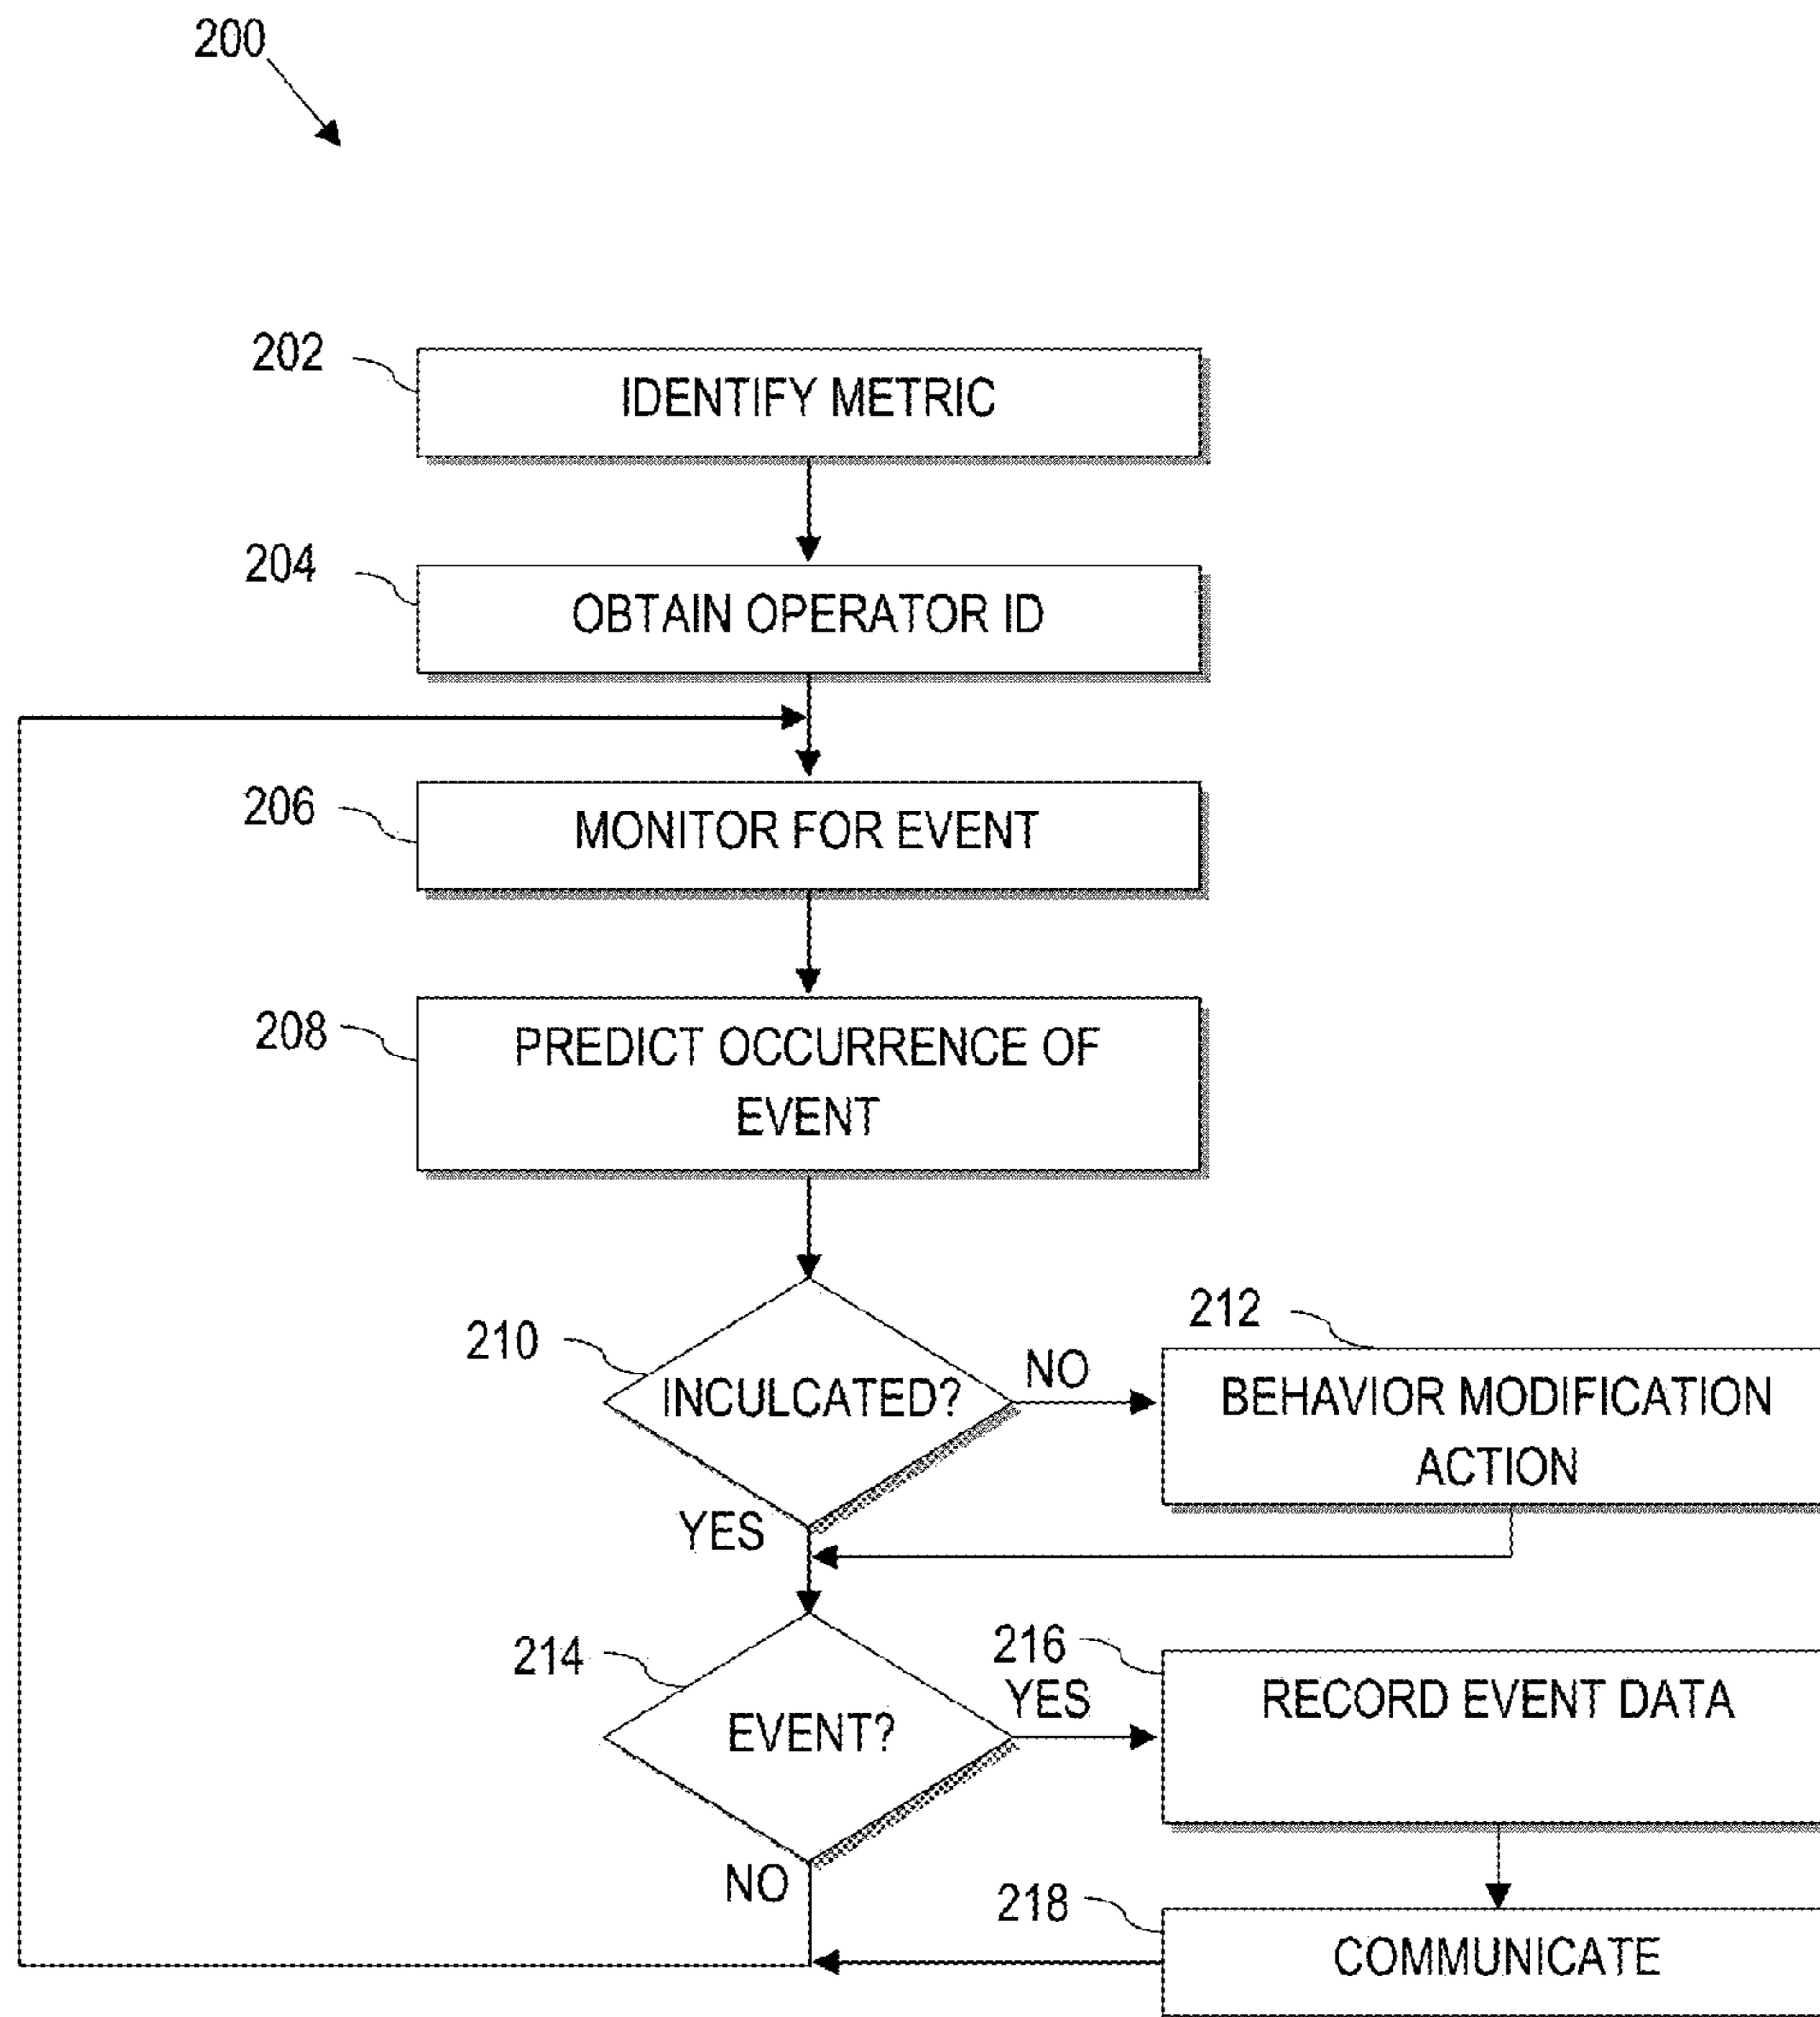 200
202
IDENTIFY METRIC
204
OBTAIN OPERATOR ID
206
MONITOR FOR EVENT
208
PREDICT OCCURRENCE OF
EVENT
210
INCULCATED?
NO
212
BEHAVIOR MODIFICATION
ACTION
YES
214
EVENT?
YES
216
RECORD EVENT DATA
NO
218
COMMUNICATE